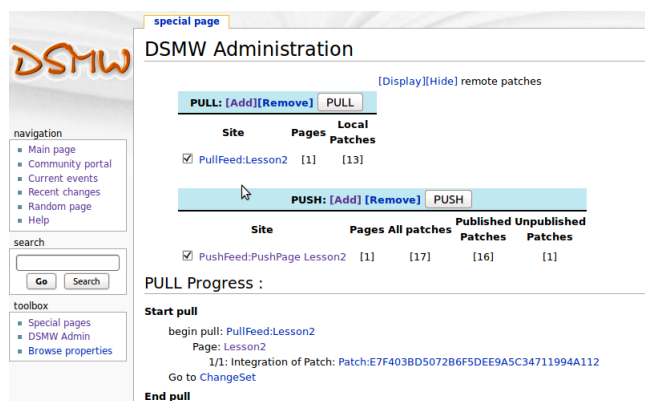 special page
DSMW
DSMW Administration
[Display][Hide] remote patches
PULL: [Add][Remove] PULL
Site Pages Local Patches
PullFeed:Lesson2 [1] [13]
PUSH: [Add] [Remove] PUSH
Site Pages All patches Published Patches Unpublished Patches
PushFeed:PushPage Lesson2 [1] [17] [16] [1]
navigation
Main page
Community portal
Current events
Recent changes
Random page
Help
search
Go Search
toolbox
Special pages
DSMW Admin
Browse properties
PULL Progress :
Start pull
begin pull: PullFeed:Lesson2
Page: Lesson2
1/1: Integration of Patch: Patch:E7F403BD5072B6F5DEE9A5C34711994A112
Go to ChangeSet
End pull